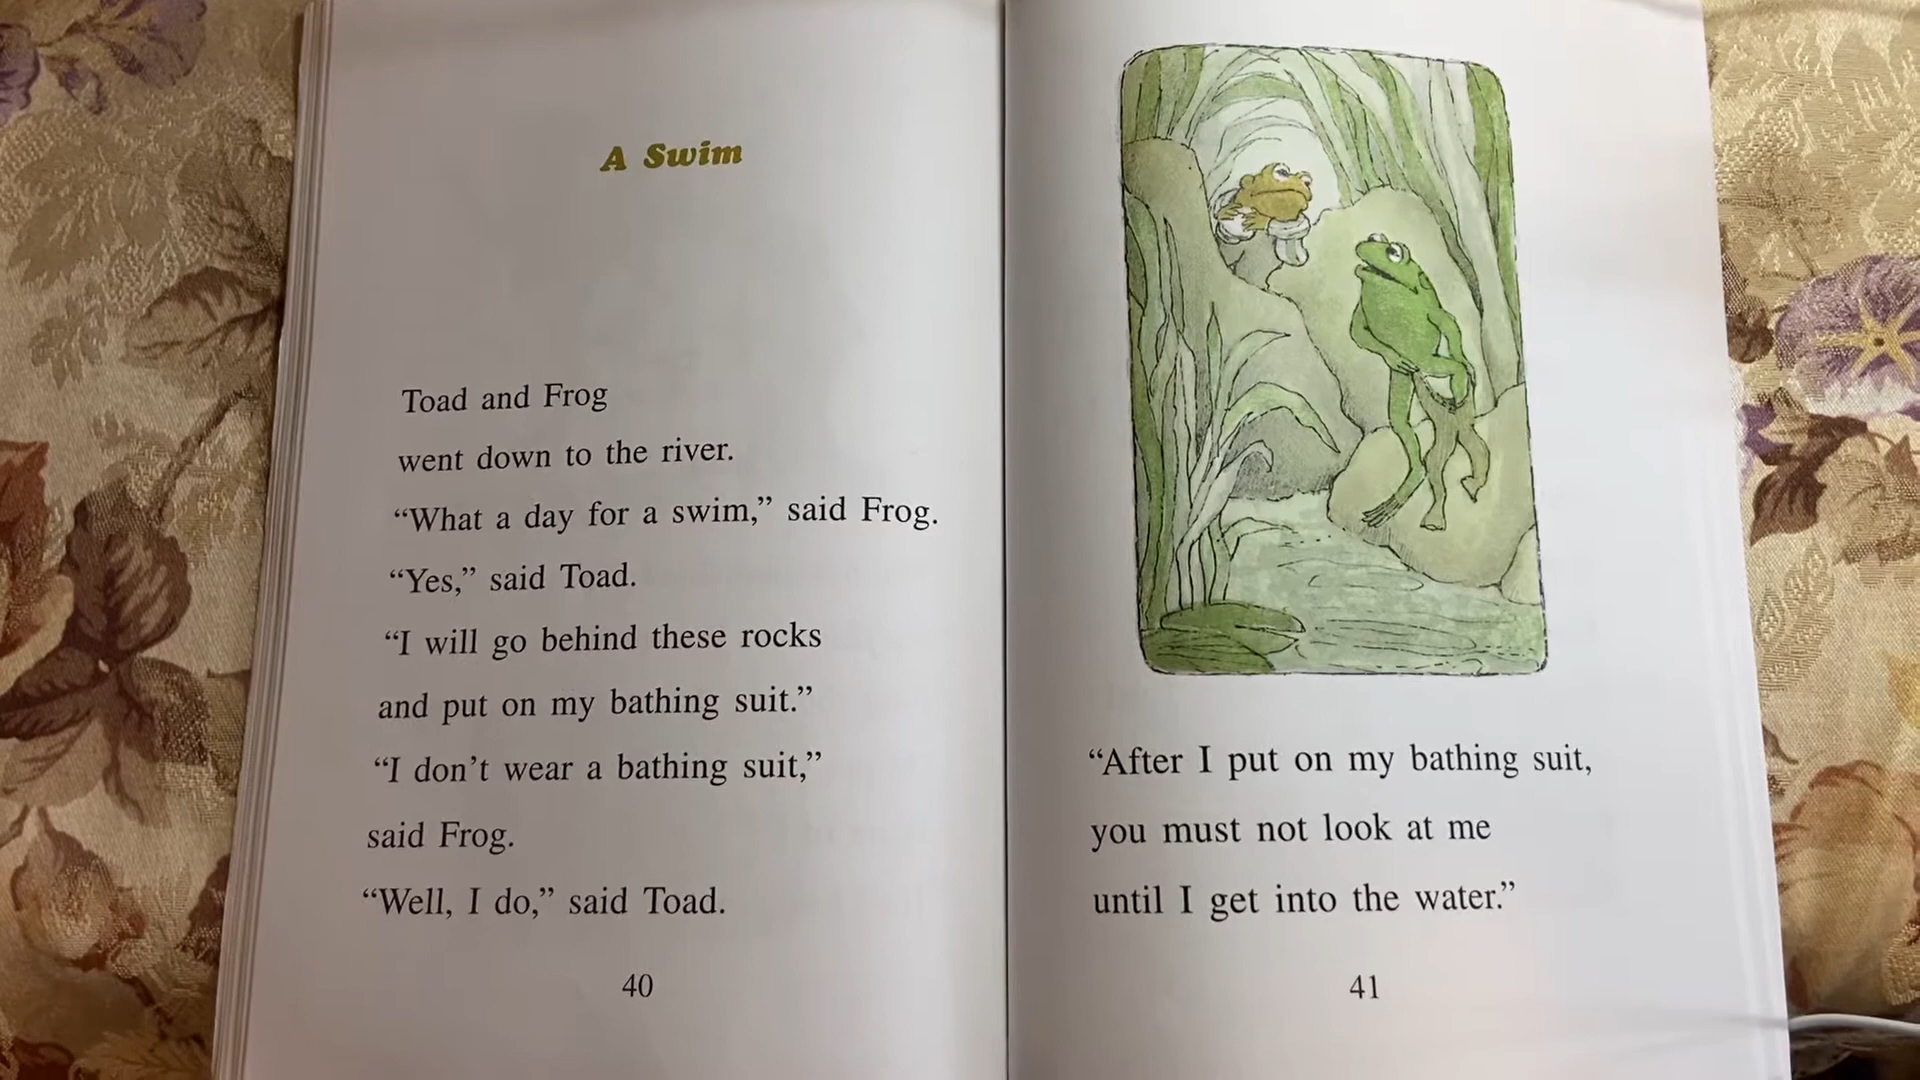 A Swim
Toad and Frog
went down to the river.
“What a day for a swim,” said Frog.
“Yes,” said Toad.
“I will go behind these rocks
and put on my bathing suit.”
“I don’t wear a bathing suit,”
said Frog.
“Well, I do,” said Toad.
40
“After I put on my bathing suit,
you must not look at me
until I get into the water.”
41